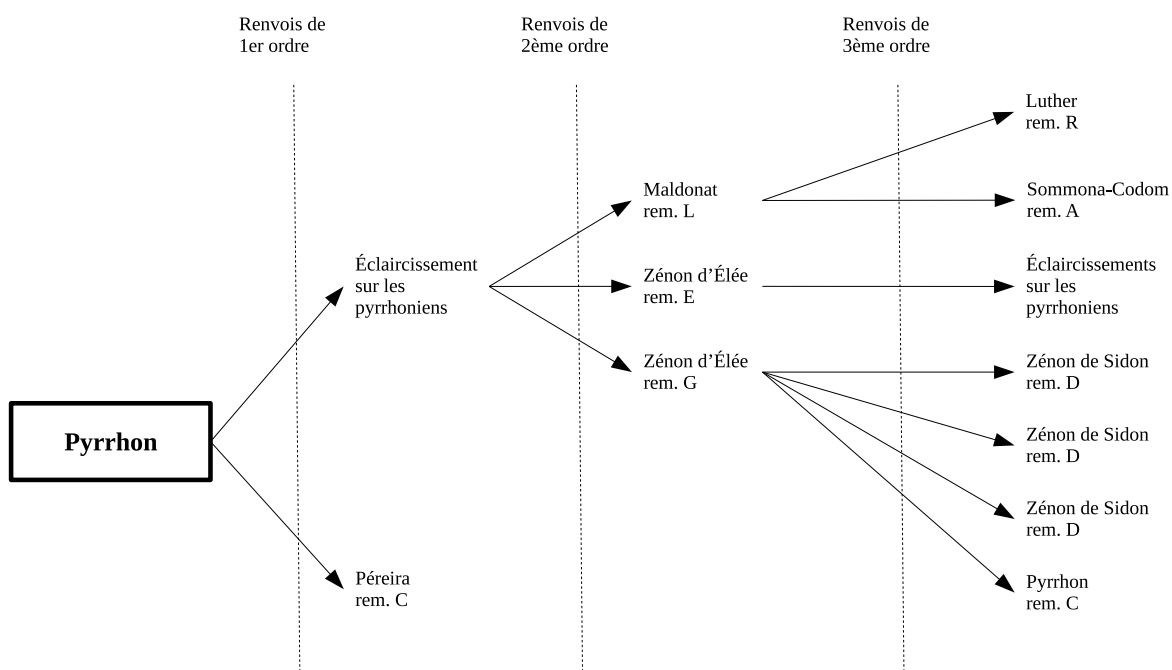 Renvois de
1er ordre
Renvois de
2ème ordre
Renvois de
3ème ordre
Luther
rem. R
Maldonat
rem. L
Sommona-Codom
rem. A
Éclaircissement
sur les
pyrrhoniens
Zénon d'Élée
rem. E
Éclaircissements
sur les
pyrrhoniens
Zénon d'Élée
rem. G
Zénon de Sidon
rem. D
Pyrrhon
Zénon de Sidon
rem. D
Zénon de Sidon
rem. D
Péreira
rem. C
Pyrrhon
rem. C